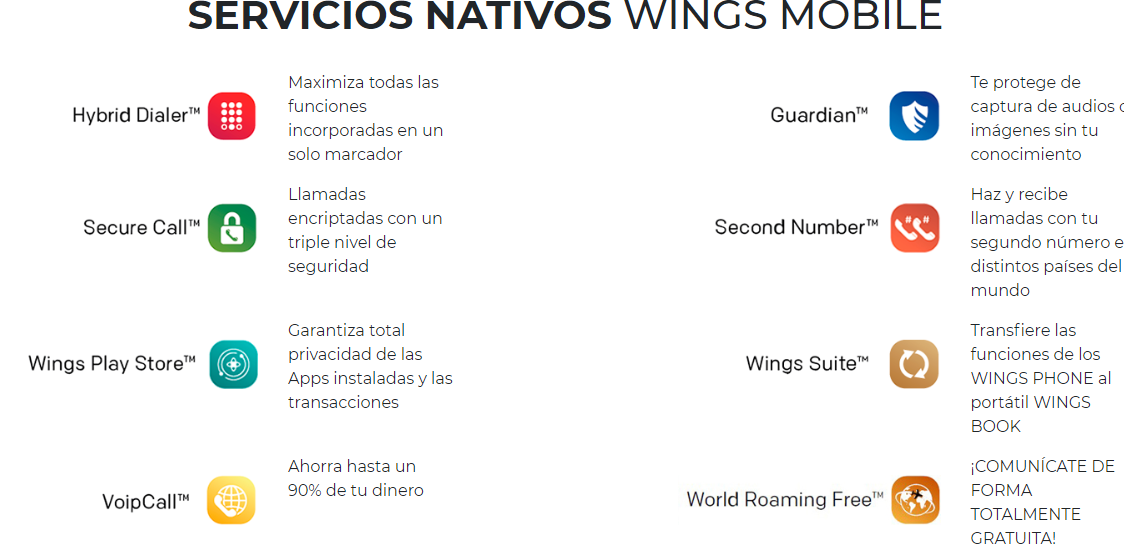 SERVICIOS NATIVOS WINGS MOBILE
Hybrid Dialer™
Maximiza todas las
funciones
incorporadas en un
solo marcador
Guardian™
Te protege de
captura de audios
imágenes sin tu
conocimiento
Secure Call™
Llamadas
encriptadas con un
triple nivel de
seguridad
Second Number™
Haz y recibe
llamadas con tu
segundo número
distintos países del
mundo
Wings Play Store™
Garantiza total
privacidad de las
Apps instaladas y las
transacciones
Wings Suite™
Transfiere las
funciones de los
WINGS PHONE al
portátil WINGS
BOOK
VoipCall™
Ahorra hasta un
90% de tu dinero
World Roaming Free™
¡COMUNÍCATE DE
FORMA
TOTALMENTE
GRATUITA!